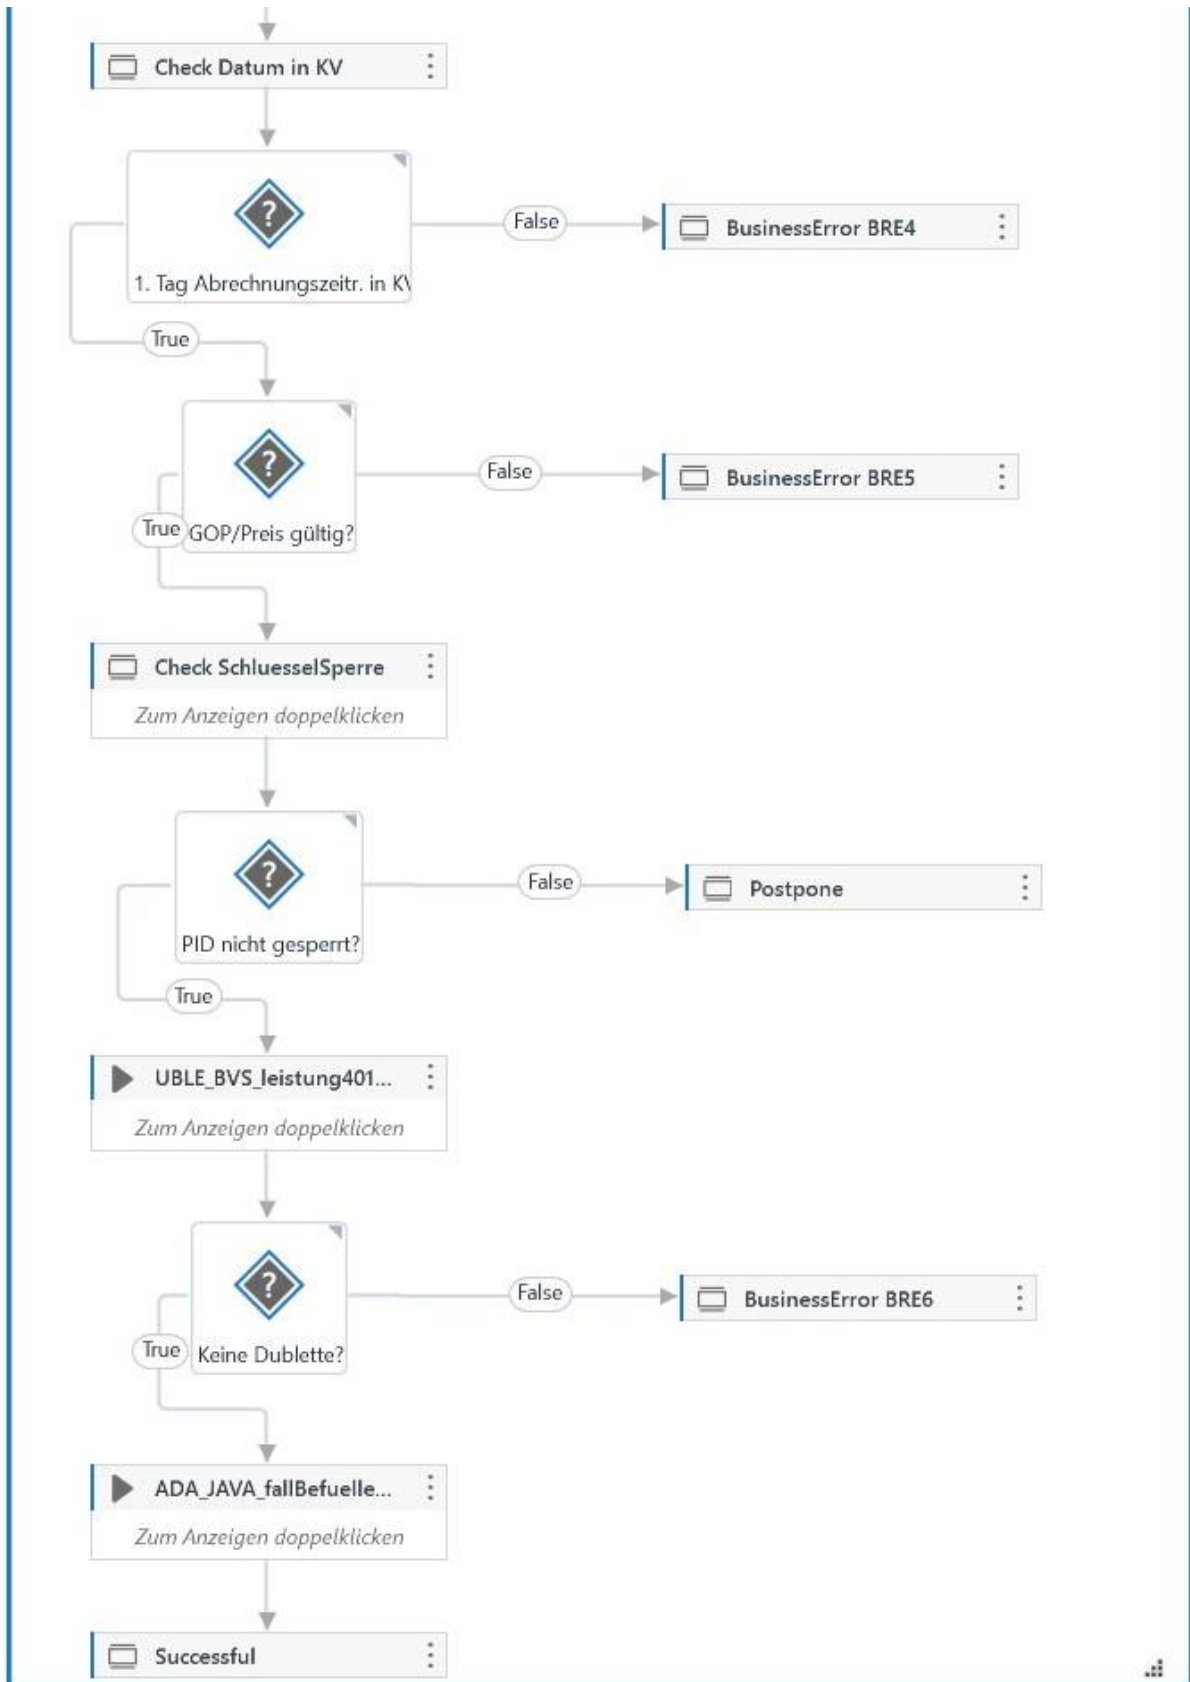 Check Datum in KV
?
1. Tag Abrechnungszeitr. in KV
False
BusinessError BRE4
True
?
GOP/Preis gültig?
False
BusinessError BRE5
True
Check SchluesselSperre
Zum Anzeigen doppelklicken
?
PID nicht gesperrt?
False
Postpone
True
UBLE_BVS_leistung401...
Zum Anzeigen doppelklicken
?
Keine Dublette?
False
BusinessError BRE6
True
ADA_JAVA_fallBefuelle...
Zum Anzeigen doppelklicken
Successful